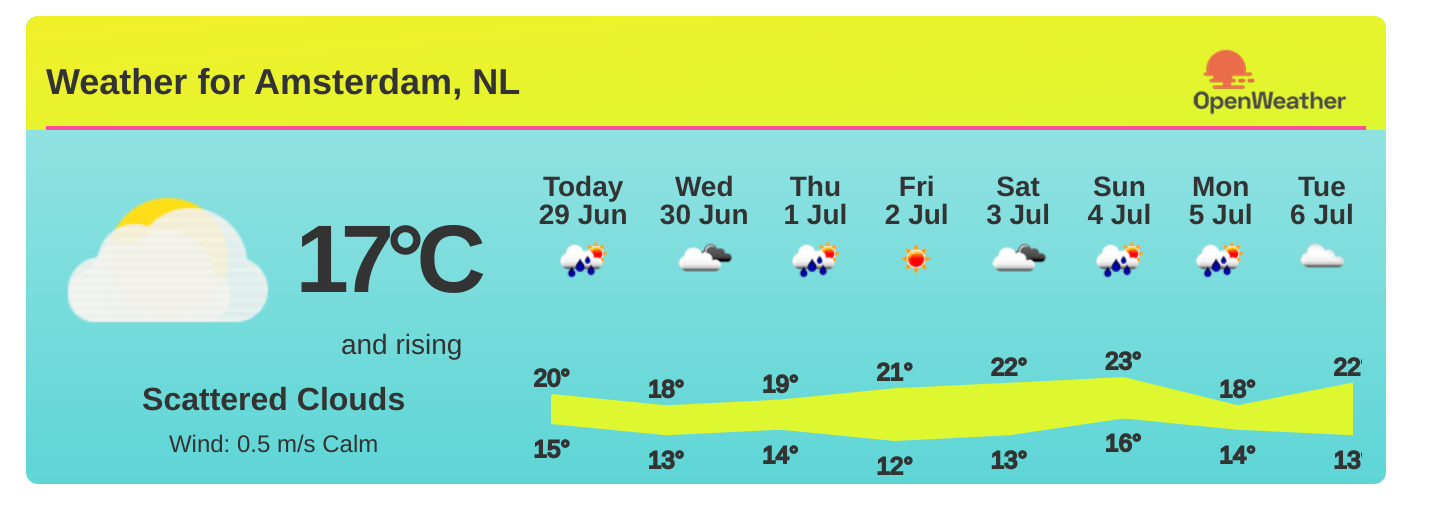 Weather for Amsterdam, NL
OpenWeather
17°C
and rising
Scattered Clouds
Wind: 0.5 m/s Calm
Today Wed Thu Fri Sat Sun Mon Tue
29 Jun 30 Jun 1 Jul 2 Jul 3 Jul 4 Jul 5 Jul 6 Jul
20° 18° 19° 21° 22° 23° 18° 22°
15° 13° 14° 12° 13° 16° 14° 13°